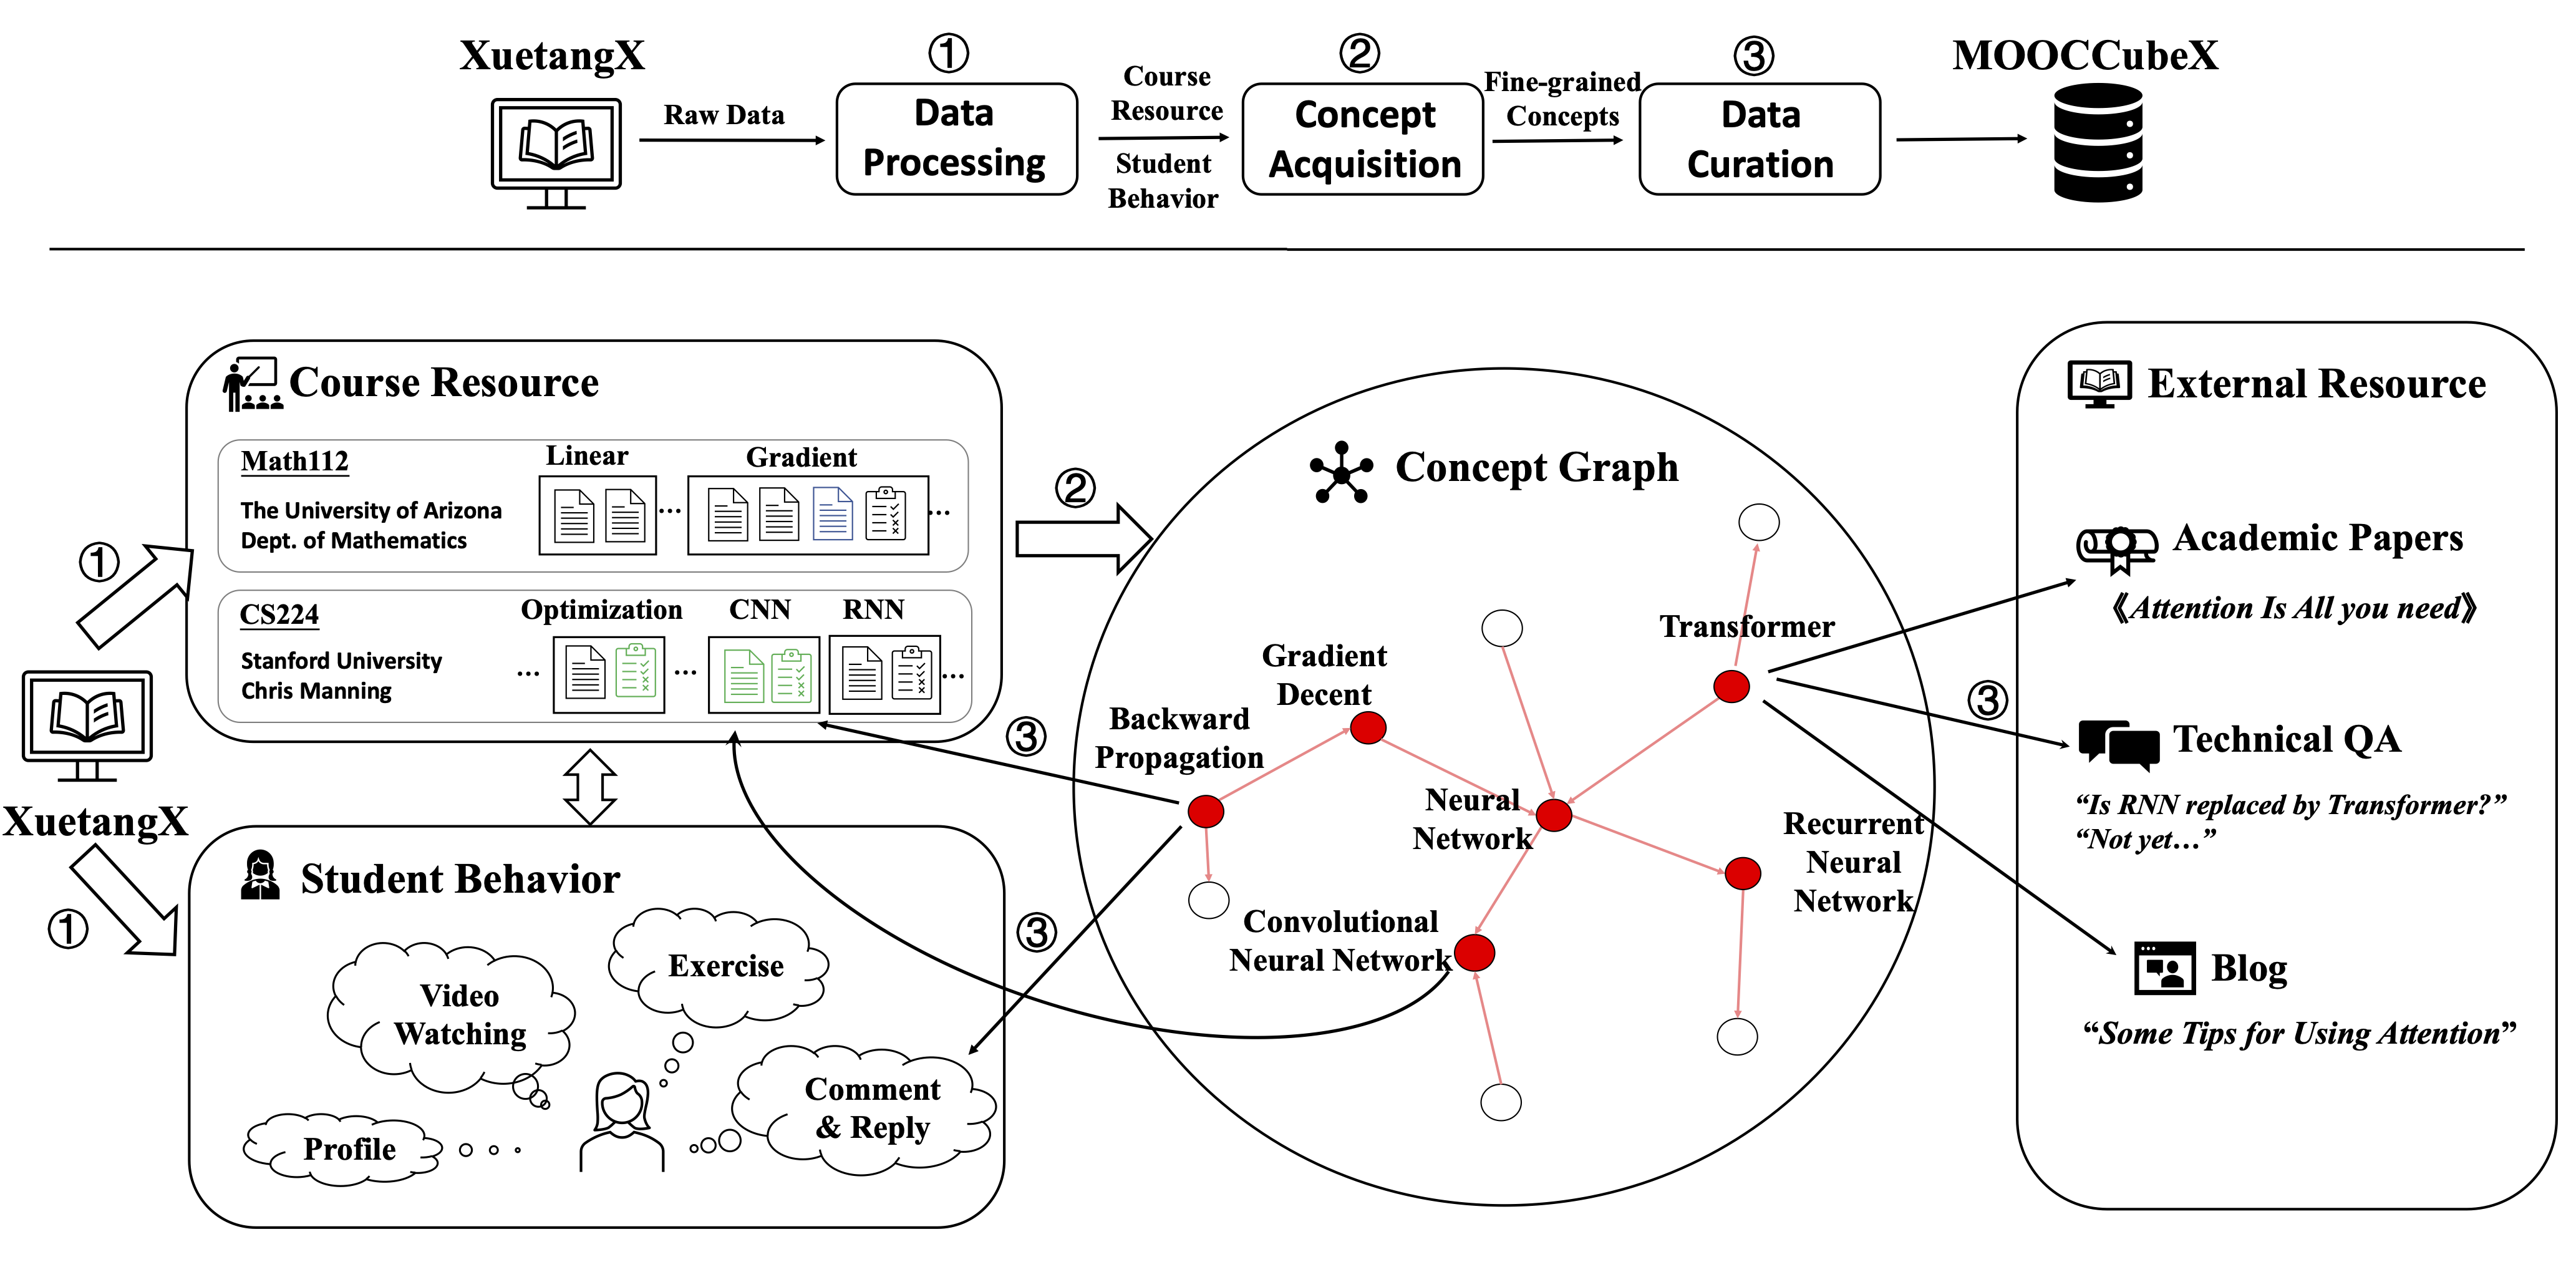 XuetangX
Raw Data
①
Data
Processing
Course
Resource
Student
Behavior
②
Concept
Acquisition
Fine-grained
Concepts
③
Data
Curation
MOOCCubeX
①
XuetangX
①
Course Resource
Math112
The University of Arizona
Dept. of Mathematics
Linear
...
Gradient
...
CS224
Stanford University
Chris Manning
...
Optimization
...
CNN
RNN
...
Student Behavior
Video
Watching
Exercise
Profile
Comment
& Reply
②
③
③
Concept Graph
Transformer
Gradient
Decent
Backward
Propagation
Neural
Network
Recurrent
Neural
Network
Convolutional
Neural Network
③
External Resource
Academic Papers
《Attention Is All you need》
Technical QA
“Is RNN replaced by Transformer?”
“Not yet…”
Blog
“Some Tips for Using Attention”